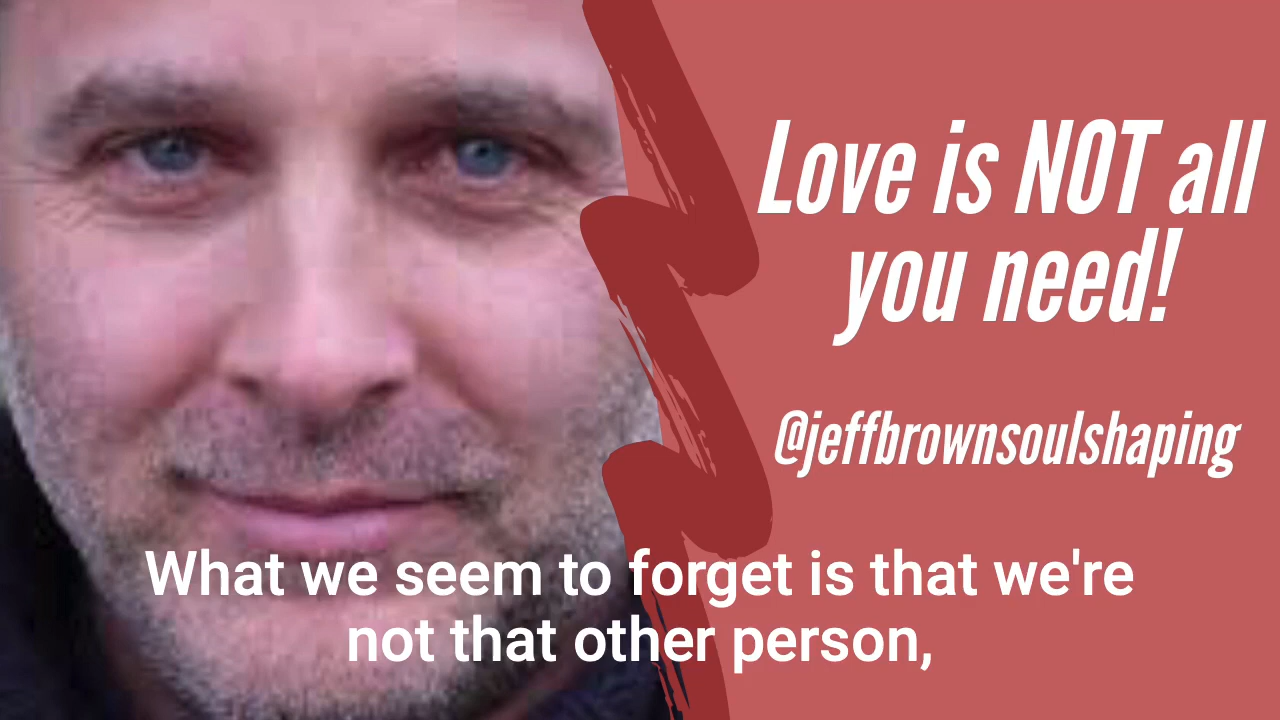 Love is NOT all
you need!
@jeffbrownsoulshaping
What we seem to forget is that we're
not that other person,